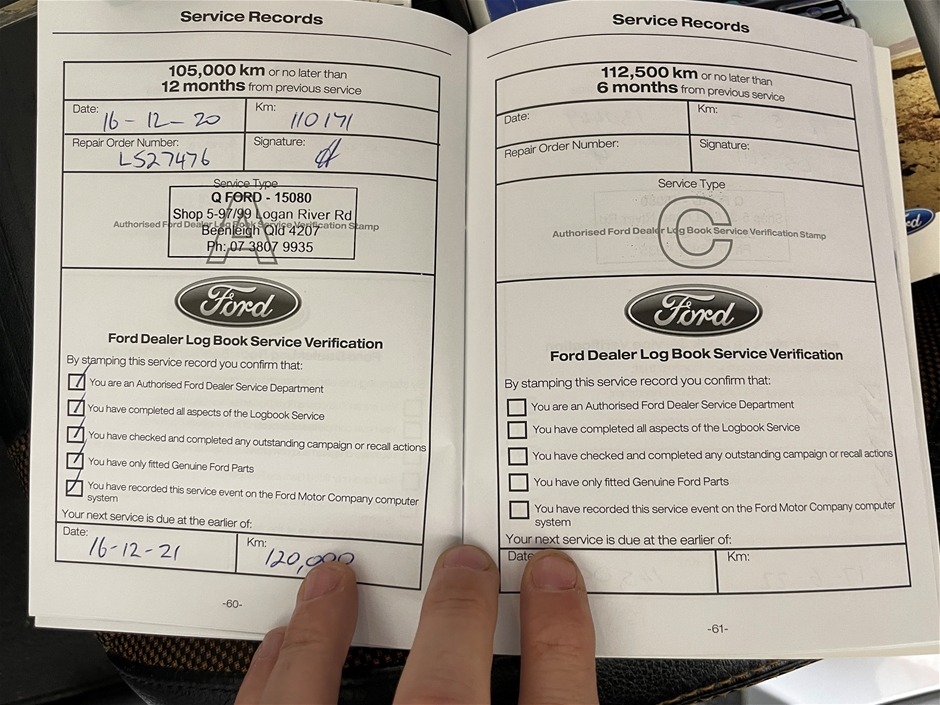 Service Records
105,000 km or no later than
12 months from previous service
Date:
16-12-20
Km:
110171
Repair Order Number:
LS27476
Signature:
Service Type
A
Q FORD - 15080
Shop 5-97/99 Logan River Rd
Beenleigh Qld 4207
Ph: 07 3807 9935
Authorised Ford Dealer Log Book Service Verification Stamp
Ford
Ford Dealer Log Book Service Verification
By stamping this service record you confirm that:
You are an Authorised Ford Dealer Service Department
You have completed all aspects of the Logbook Service
You have checked and completed any outstanding campaign or recall actions
You have only fitted Genuine Ford Parts
You have recorded this service event on the Ford Motor Company computer
system
Your next service is due at the earlier of:
Date:
16-12-21
Km:
120,000
-60-
Service Records
112,500 km or no later than
6 months from previous service
Date:
Km:
Repair Order Number:
Signature:
Service Type
C
Authorised Ford Dealer Log Book Service Verification Stamp
Ford
Ford Dealer Log Book Service Verification
By stamping this service record you confirm that:
You are an Authorised Ford Dealer Service Department
You have completed all aspects of the Logbook Service
You have checked and completed any outstanding campaign or recall actions
You have only fitted Genuine Ford Parts
You have recorded this service event on the Ford Motor Company computer
system
Your next service is due at the earlier of:
Date
Km:
-61-